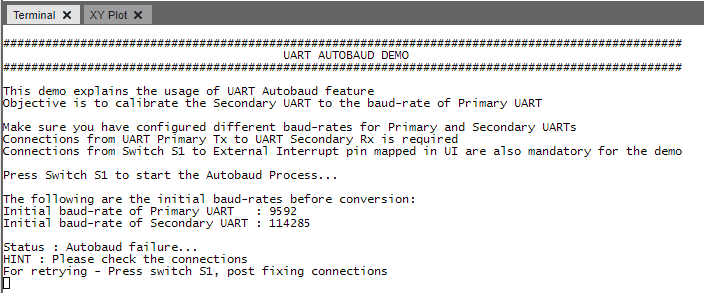 Terminal ✕ XY Plot ✕
#################################################################################################
UART AUTOBAUD DEMO
#################################################################################################
This demo explains the usage of UART Autobaud feature
Objective is to calibrate the Secondary UART to the baud-rate of Primary UART
Make sure you have configured different baud-rates for Primary and Secondary UARTs
Connections from UART Primary Tx to UART Secondary Rx is required
Connections from Switch S1 to External Interrupt pin mapped in UI are also mandatory for the demo
Press Switch S1 to start the Autobaud Process...
The following are the initial baud-rates before conversion:
Initial baud-rate of Primary UART   : 9592
Initial baud-rate of Secondary UART : 114285
Status : Autobaud failure...
HINT : Please check the connections
For retrying - Press switch S1, post fixing connections